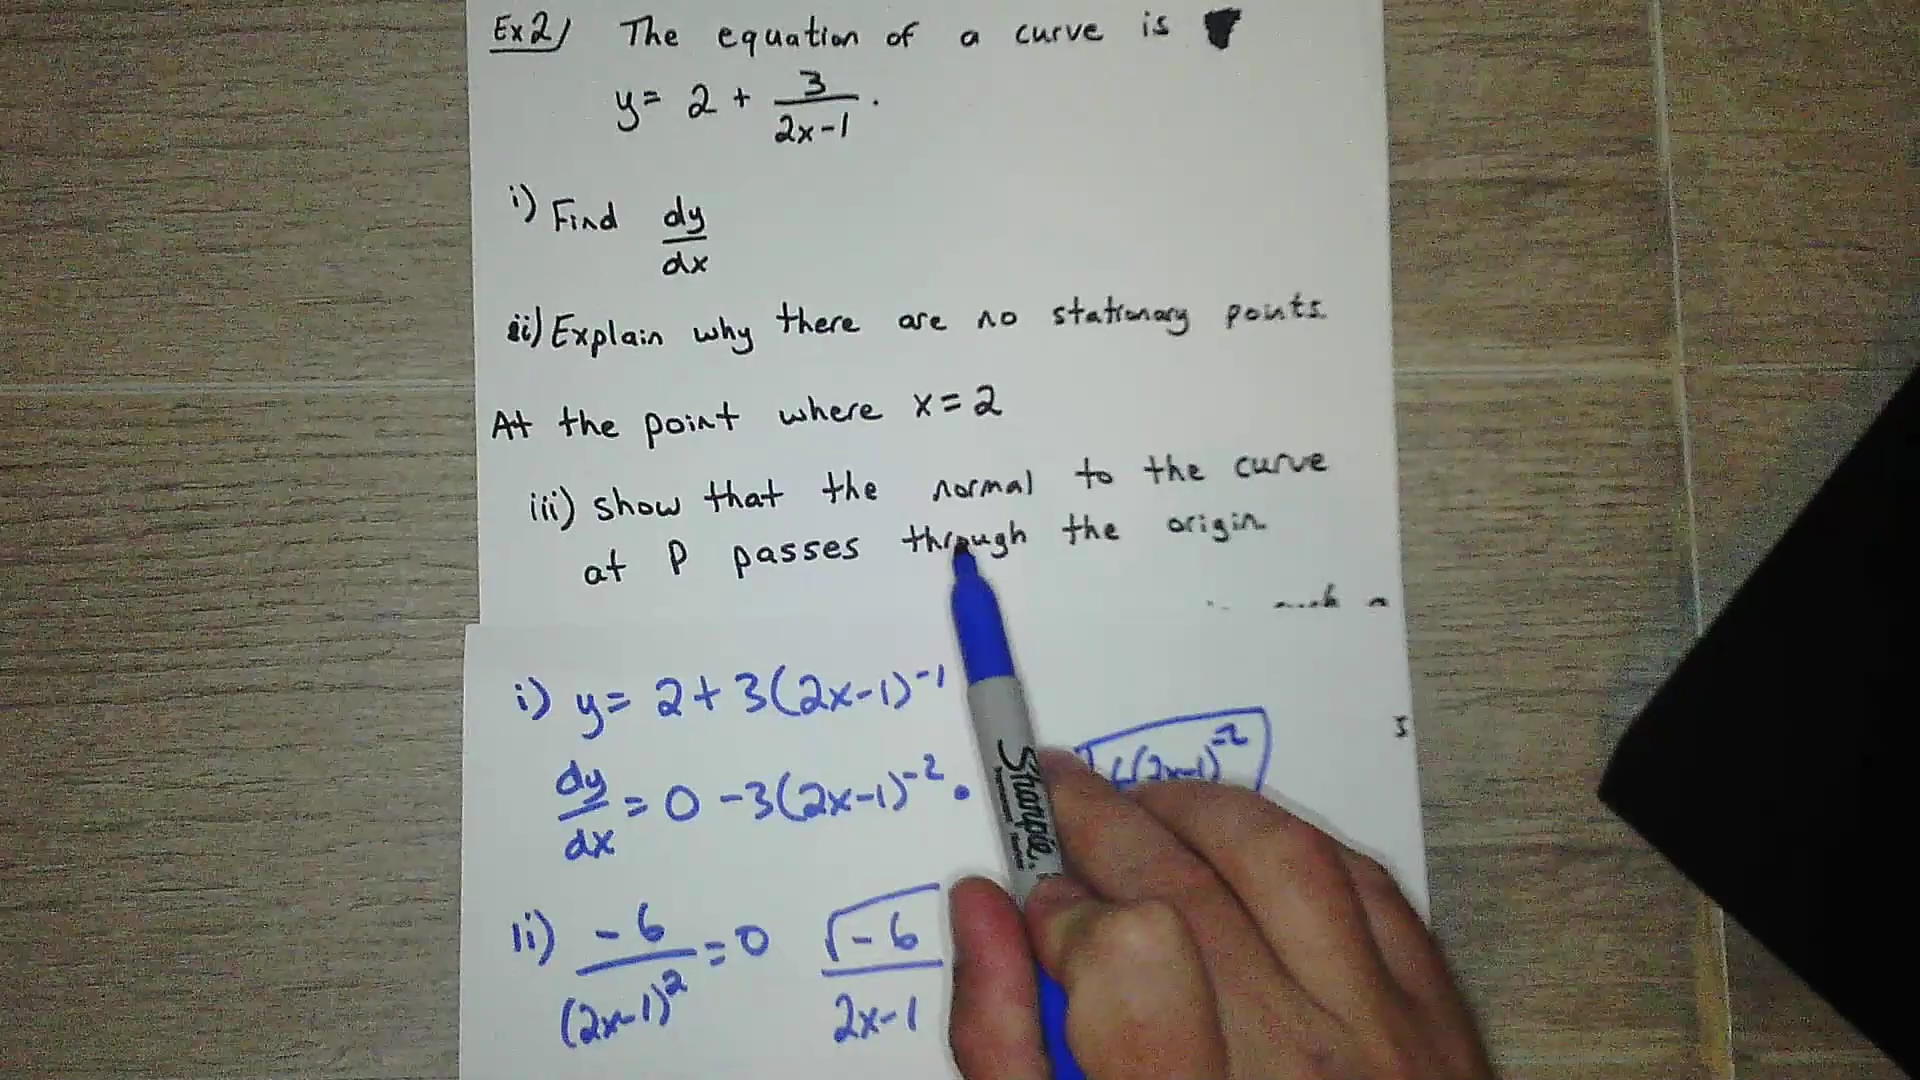 Ex2) The equation of a curve is
y= 2 + 3/(2x-1) .
i) Find dy/dx
ii) Explain why there are no stationary points.
At the point where x=2
iii) show that the normal to the curve
at P passes through the origin
i) y= 2+3(2x-1)^-1
dy/dx = 0 -3(2x-1)^-2 ·
(2x-1)^-2
ii) -6/(2x-1)^2 =0 √-6/2x-1
Sharpie.